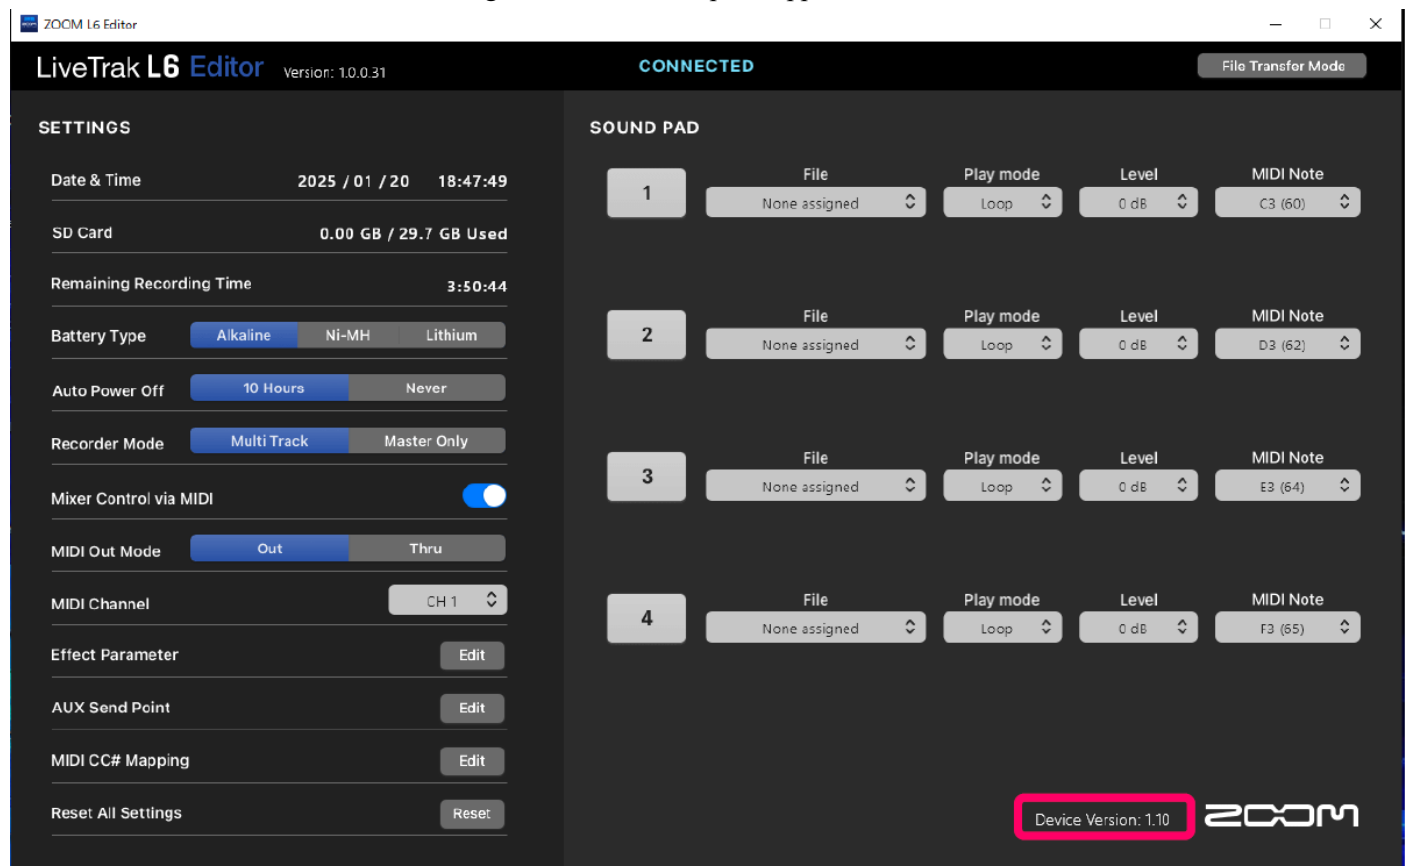 ZOOM L6 Editor
LiveTrak L6 Editor Version: 1.0.0.31 CONNECTED File Transfer Mode
SETTINGS
Date & Time 2025 / 01 / 20 18:47:49
SD Card 0.00 GB / 29.7 GB Used
Remaining Recording Time 3:50:44
Battery Type Alkaline Ni-MH Lithium
Auto Power Off 10 Hours Never
Recorder Mode Multi Track Master Only
Mixer Control via MIDI
MIDI Out Mode Out Thru
MIDI Channel CH 1
Effect Parameter Edit
AUX Send Point Edit
MIDI CC# Mapping Edit
Reset All Settings Reset
SOUND PAD
File Play mode Level MIDI Note
1 None assigned Loop 0 dB C3 (60)
File Play mode Level MIDI Note
2 None assigned Loop 0 dB D3 (62)
File Play mode Level MIDI Note
3 None assigned Loop 0 dB E3 (64)
File Play mode Level MIDI Note
4 None assigned Loop 0 dB F3 (65)
Device Version: 1.10 ZOOM